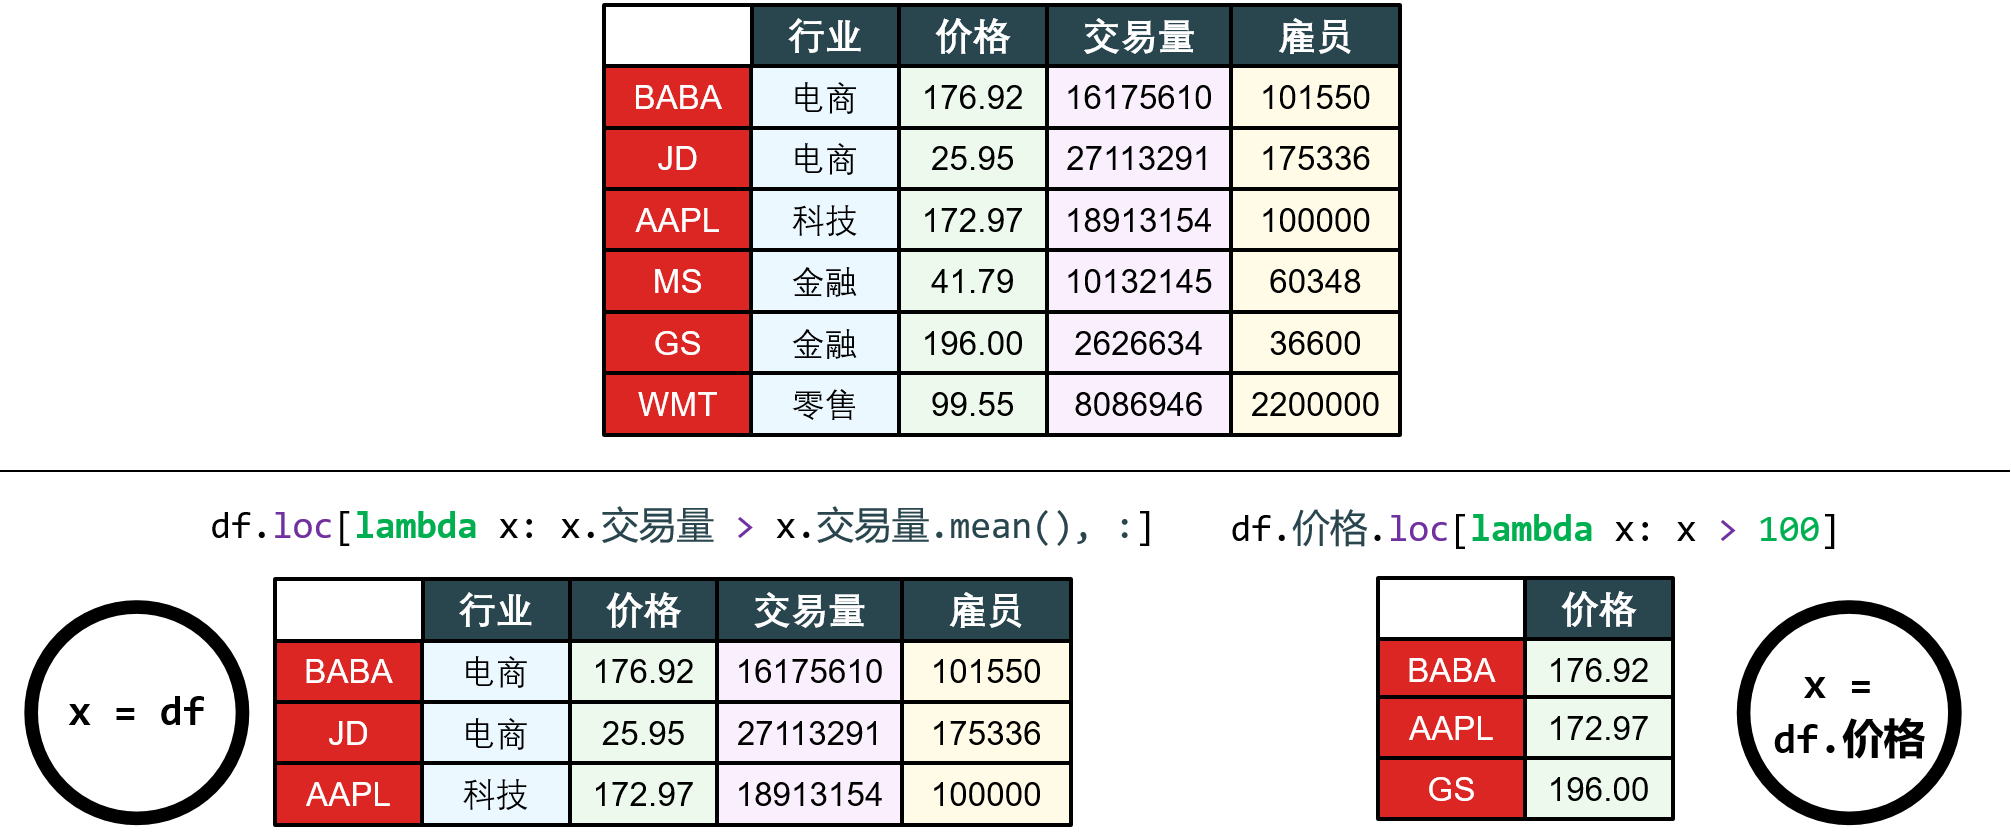 行业 价格 交易量 雇员
BABA 电商 176.92 16175610 101550
JD 电商 25.95 27113291 175336
AAPL 科技 172.97 18913154 100000
MS 金融 41.79 10132145 60348
GS 金融 196.00 2626634 36600
WMT 零售 99.55 8086946 2200000
df.loc[lambda x: x.交易量 > x.交易量.mean(), :]
x = df
行业 价格 交易量 雇员
BABA 电商 176.92 16175610 101550
JD 电商 25.95 27113291 175336
AAPL 科技 172.97 18913154 100000
df.价格.loc[lambda x: x > 100]
价格
BABA 176.92
AAPL 172.97
GS 196.00
x =
df.价格